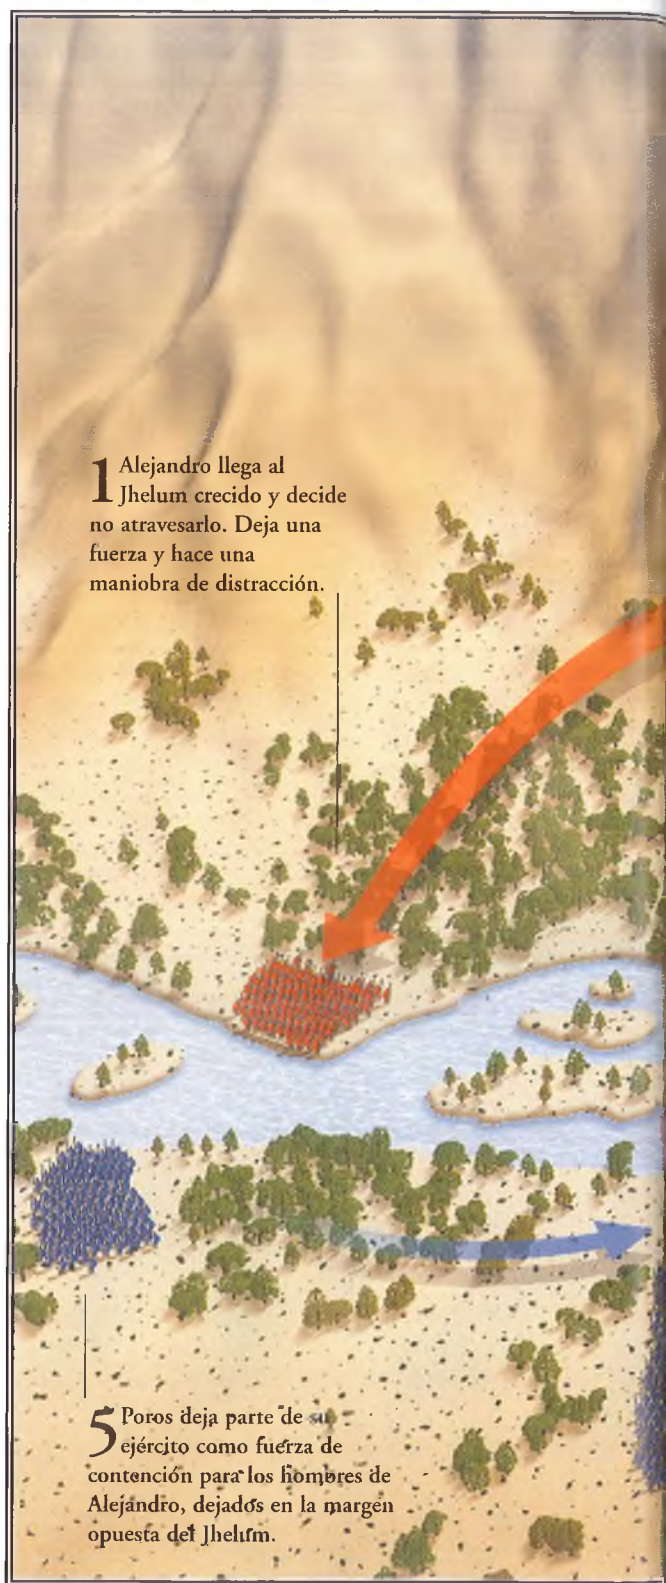 1 Alejandro llega al
Jhelum crecido y decide
no atravesarlo. Deja una
fuerza y hace una
maniobra de distracción.
5 Poros deja parte de su
ejército como fuerza de
contención para los hombres de
Alejandro, dejados en la margen
opuesta del Jhelum.